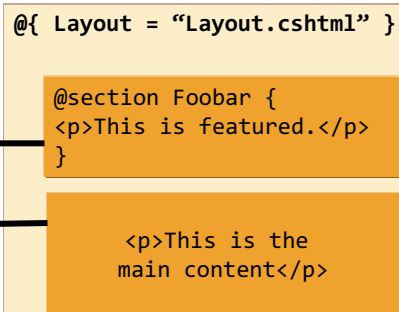 @{ Layout = “Layout.cshtml” }
@section Foobar {
<p>This is featured.</p>
}
<p>This is the
main content</p>